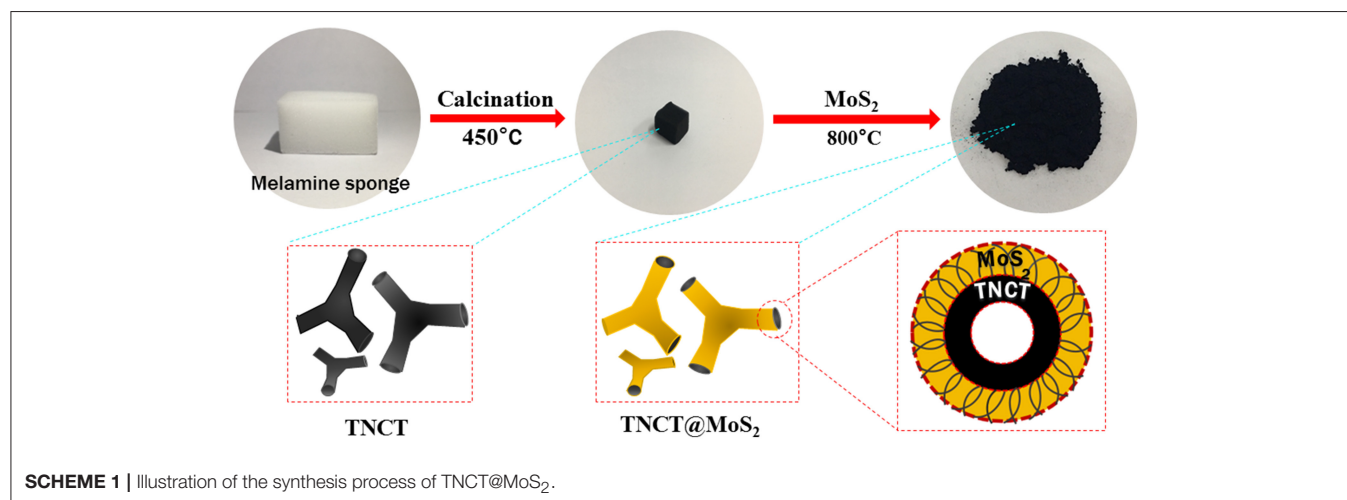 Calcination
450°C
MoS₂
800°C
Melamine sponge
MoS₂
TNCT
TNCT
TNCT@MoS₂
SCHEME 1 | Illustration of the synthesis process of TNCT@MoS₂.